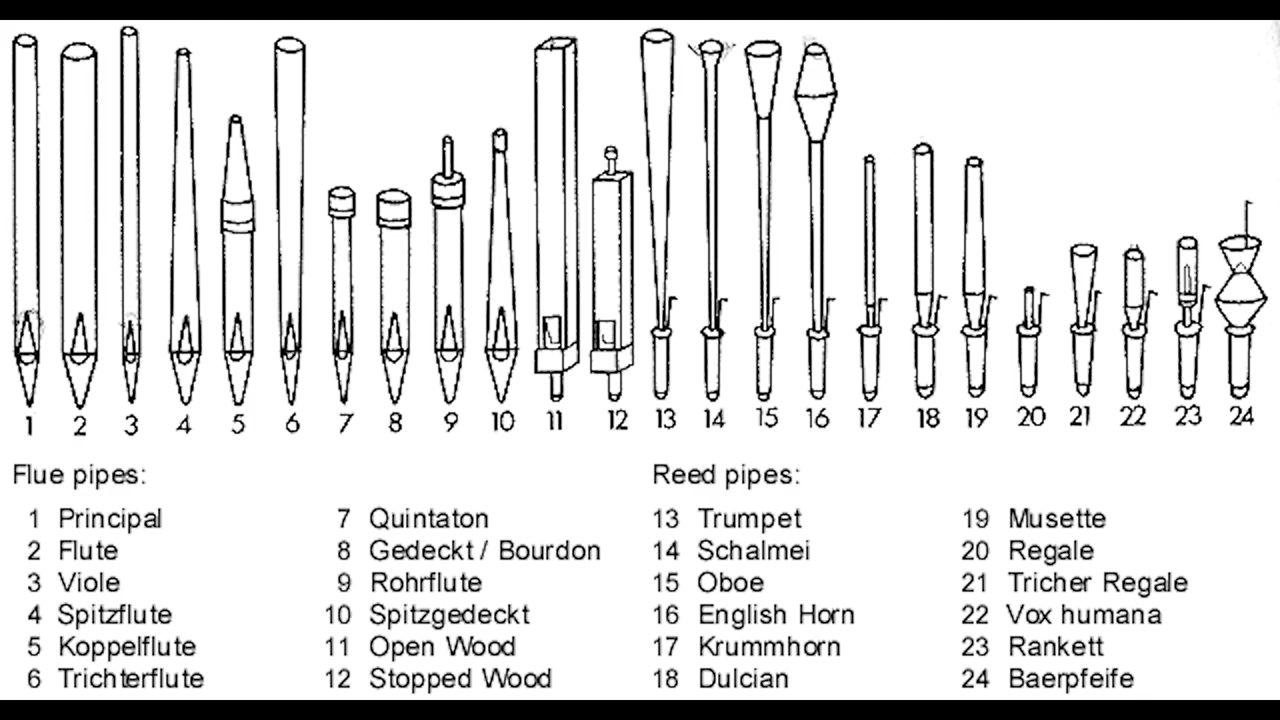 1 2 3 4 5 6 7 8 9 10 11 12 13 14 15 16 17 18 19 20 21 22 23 24
Flue pipes:
1 Principal
2 Flute
3 Viole
4 Spitzflute
5 Koppelflute
6 Trichterflute
7 Quintaton
8 Gedeckt / Bourdon
9 Rohrflute
10 Spitzgedeckt
11 Open Wood
12 Stopped Wood
Reed pipes:
13 Trumpet
14 Schalmei
15 Oboe
16 English Horn
17 Krummhorn
18 Dulcian
19 Musette
20 Regale
21 Tricher Regale
22 Vox humana
23 Rankett
24 Baerpfeife